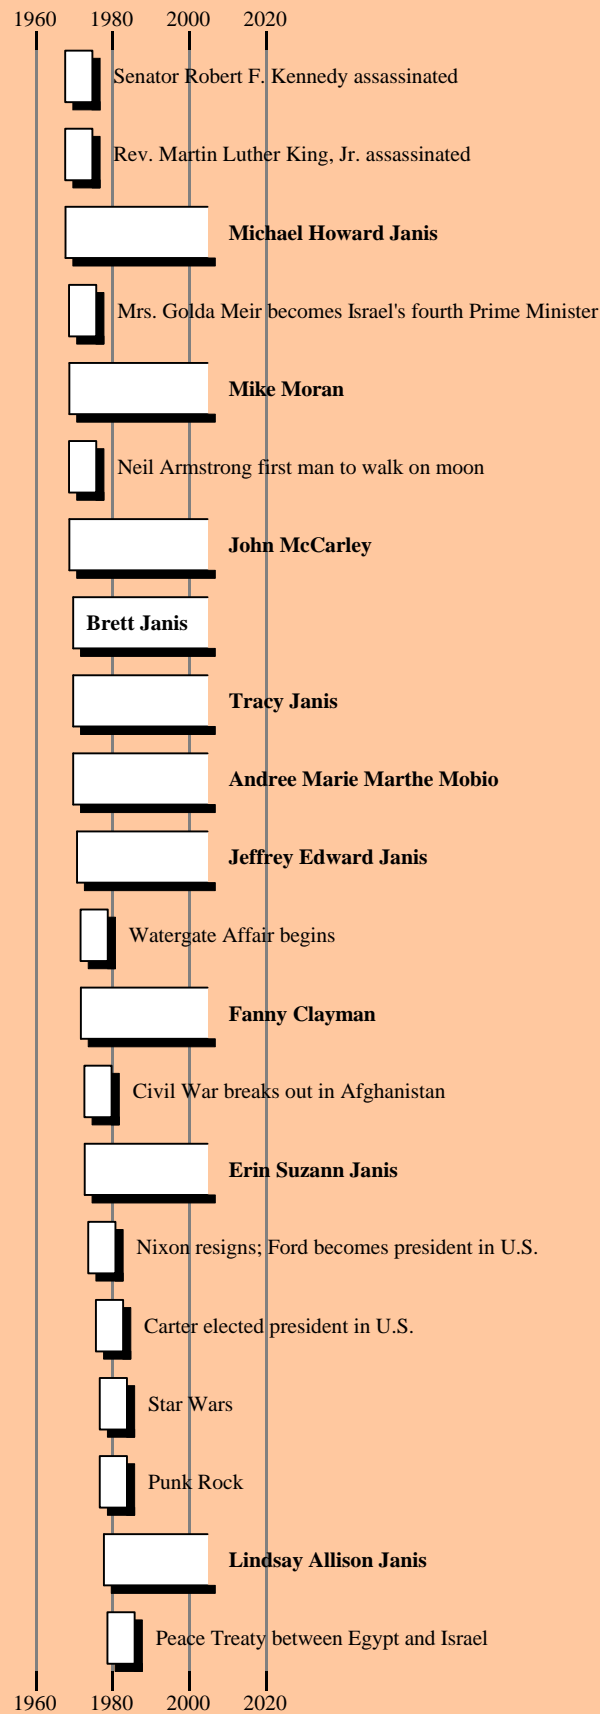 1960 1980 2000 2020
Senator Robert F. Kennedy assassinated
Rev. Martin Luther King, Jr. assassinated
Michael Howard Janis
Mrs. Golda Meir becomes Israel's fourth Prime Minister
Mike Moran
Neil Armstrong first man to walk on moon
John McCarley
Brett Janis
Tracy Janis
Andree Marie Marthe Mobio
Jeffrey Edward Janis
Watergate Affair begins
Fanny Clayman
Civil War breaks out in Afghanistan
Erin Suzann Janis
Nixon resigns; Ford becomes president in U.S.
Carter elected president in U.S.
Star Wars
Punk Rock
Lindsay Allison Janis
Peace Treaty between Egypt and Israel
1960 1980 2000 2020